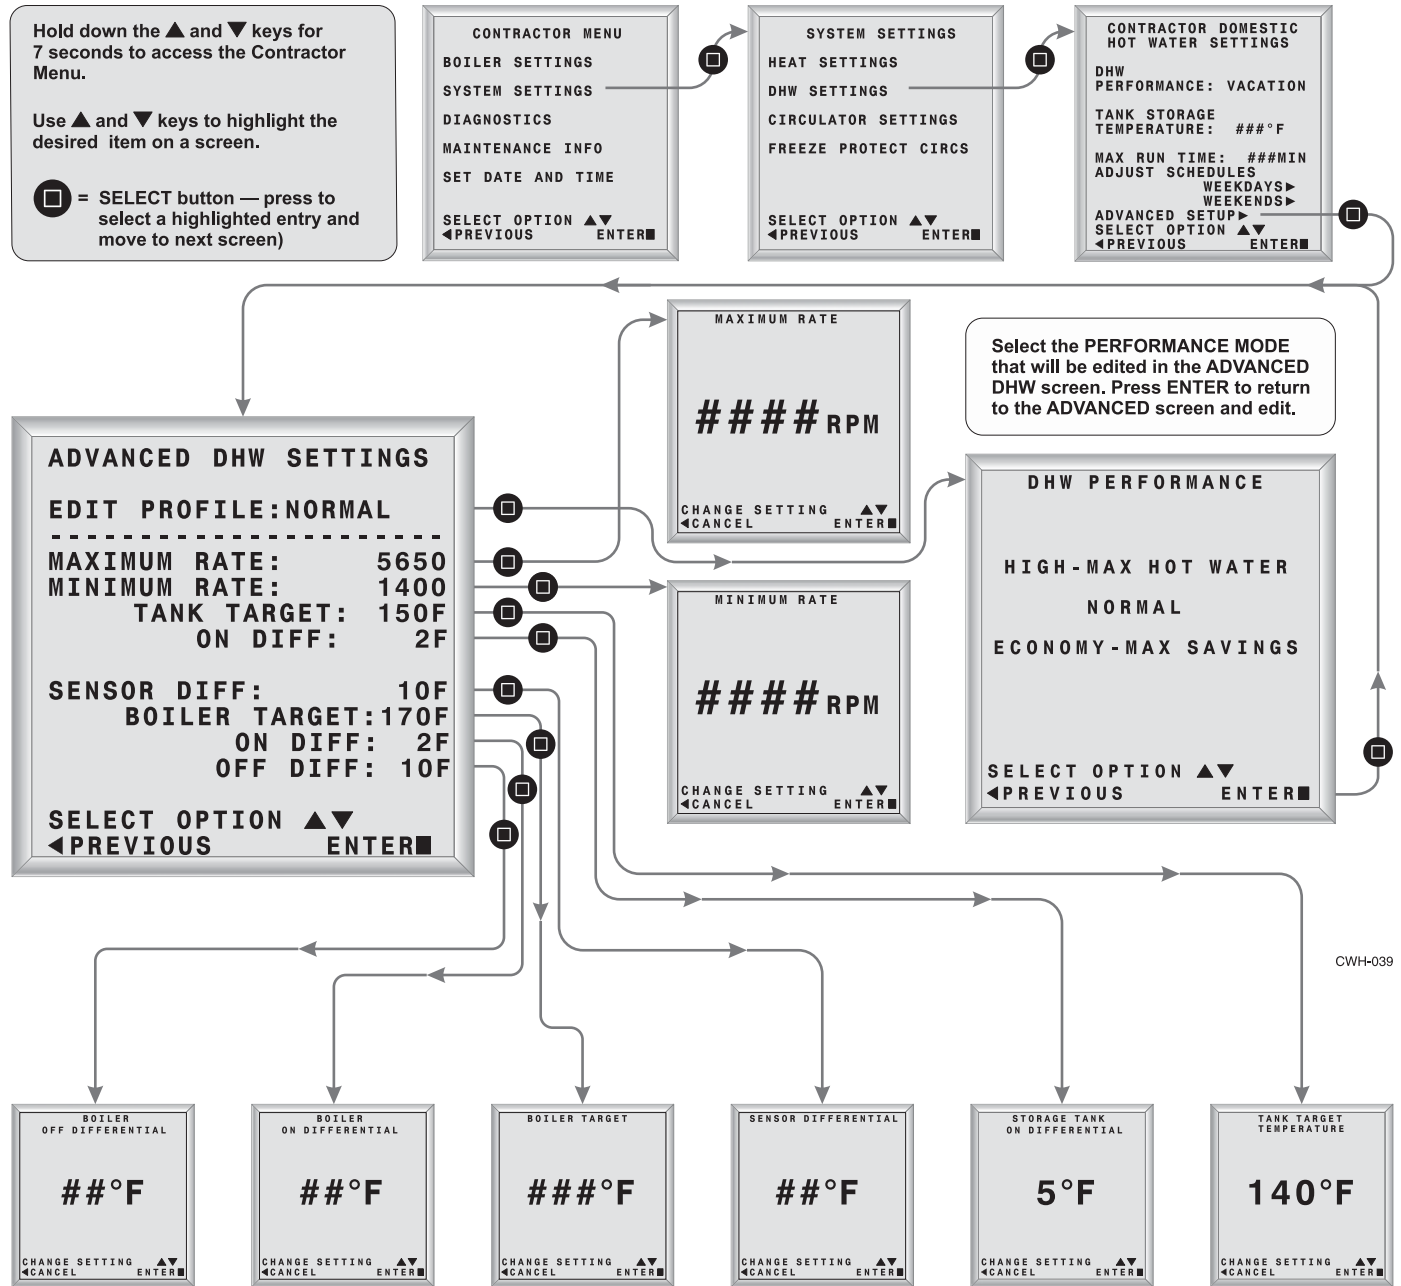 Hold down the ▲ and ▼ keys for
7 seconds to access the Contractor
Menu.
Use ▲ and ▼ keys to highlight the
desired item on a screen.
= SELECT button — press to
select a highlighted entry and
move to next screen)
CONTRACTOR MENU
BOILER SETTINGS
SYSTEM SETTINGS
DIAGNOSTICS
MAINTENANCE INFO
SET DATE AND TIME
SELECT OPTION ▲▼
◀PREVIOUS ENTER■
SYSTEM SETTINGS
HEAT SETTINGS
DHW SETTINGS
CIRCULATOR SETTINGS
FREEZE PROTECT CIRCS
SELECT OPTION ▲▼
◀PREVIOUS ENTER■
CONTRACTOR DOMESTIC
HOT WATER SETTINGS
DHW
PERFORMANCE: VACATION
TANK STORAGE
TEMPERATURE: ###°F
MAX RUN TIME: ###MIN
ADJUST SCHEDULES
WEEKDAYS▶
WEEKENDS▶
ADVANCED SETUP▶
SELECT OPTION ▲▼
◀PREVIOUS ENTER■
MAXIMUM RATE
####RPM
CHANGE SETTING ▲▼
◀CANCEL ENTER■
Select the PERFORMANCE MODE
that will be edited in the ADVANCED
DHW screen. Press ENTER to return
to the ADVANCED screen and edit.
ADVANCED DHW SETTINGS
EDIT PROFILE:NORMAL
- - - - - - - - - - - - - - - - - - - - - -
MAXIMUM RATE: 5650
MINIMUM RATE: 1400
TANK TARGET: 150F
ON DIFF: 2F
SENSOR DIFF: 10F
BOILER TARGET:170F
ON DIFF: 2F
OFF DIFF: 10F
SELECT OPTION ▲▼
◀PREVIOUS ENTER■
MINIMUM RATE
####RPM
CHANGE SETTING ▲▼
◀CANCEL ENTER■
DHW PERFORMANCE
HIGH-MAX HOT WATER
NORMAL
ECONOMY-MAX SAVINGS
SELECT OPTION ▲▼
◀PREVIOUS ENTER■
CWH-039
BOILER
OFF DIFFERENTIAL
##°F
CHANGE SETTING ▲▼
◀CANCEL ENTER■
BOILER
ON DIFFERENTIAL
##°F
CHANGE SETTING ▲▼
◀CANCEL ENTER■
BOILER TARGET
###°F
CHANGE SETTING ▲▼
◀CANCEL ENTER■
SENSOR DIFFERENTIAL
##°F
CHANGE SETTING ▲▼
◀CANCEL ENTER■
STORAGE TANK
ON DIFFERENTIAL
5°F
CHANGE SETTING ▲▼
◀CANCEL ENTER■
TANK TARGET
TEMPERATURE
140°F
CHANGE SETTING ▲▼
◀CANCEL ENTER■